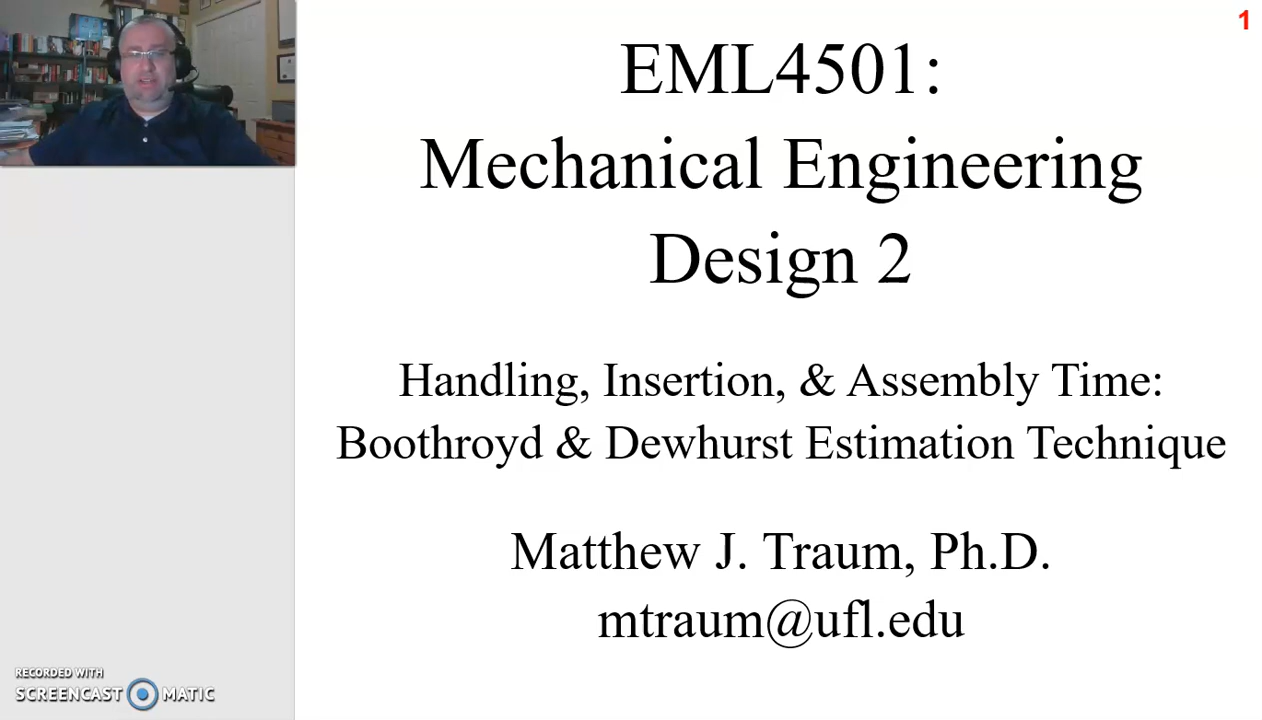 1
EML4501:
Mechanical Engineering
Design 2
Handling, Insertion, & Assembly Time:
Boothroyd & Dewhurst Estimation Technique
Matthew J. Traum, Ph.D.
mtraum@ufl.edu
RECORDED WITH
SCREENCAST MATIC